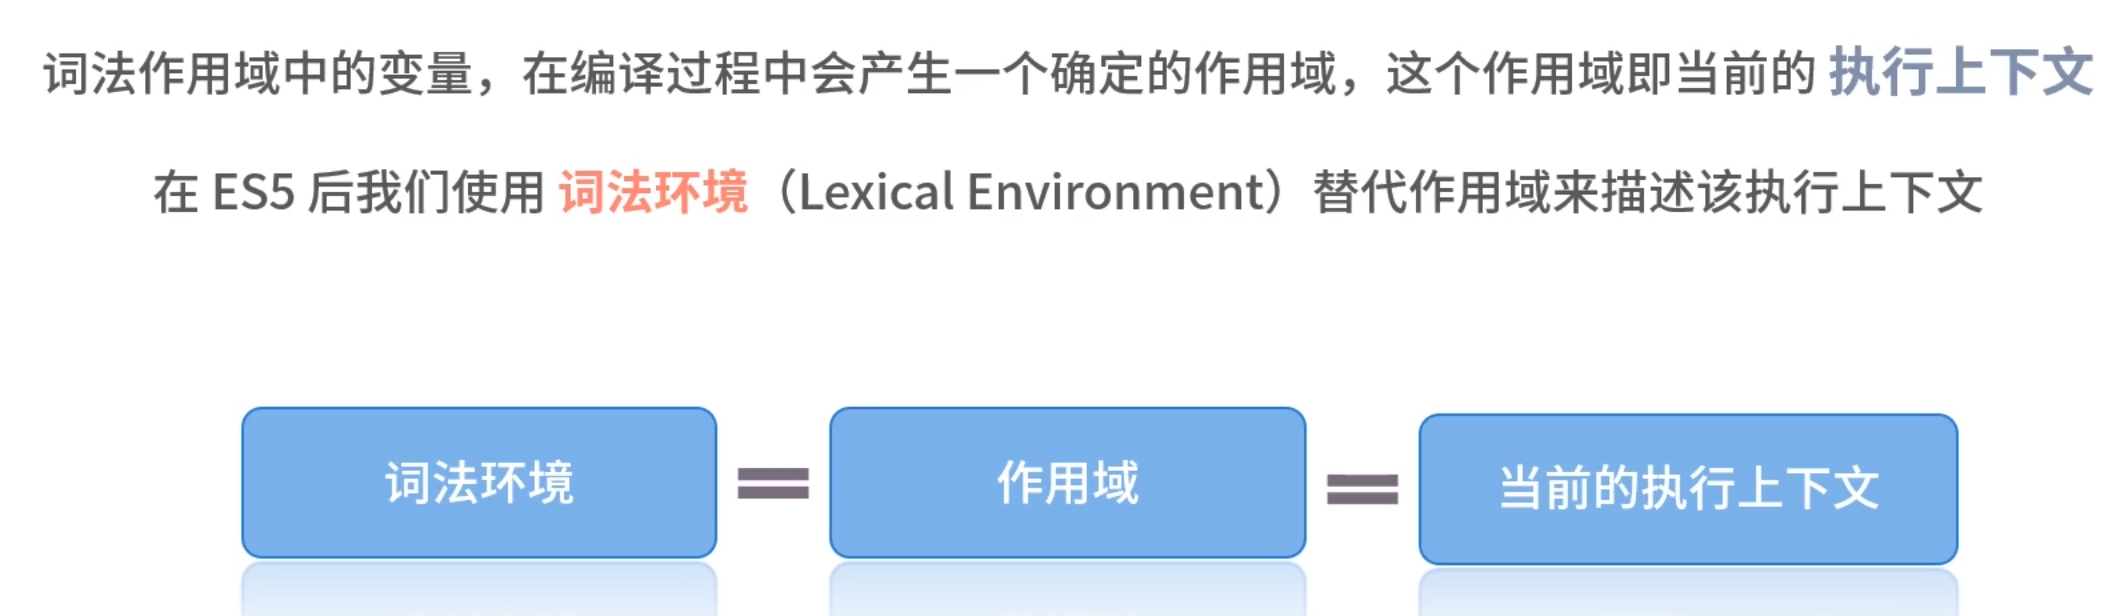 词法作用域中的变量，在编译过程中会产生一个确定的作用域，这个作用域即当前的 执行上下文
在 ES5 后我们使用 词法环境（Lexical Environment）替代作用域来描述该执行上下文
词法环境 = 作用域 = 当前的执行上下文